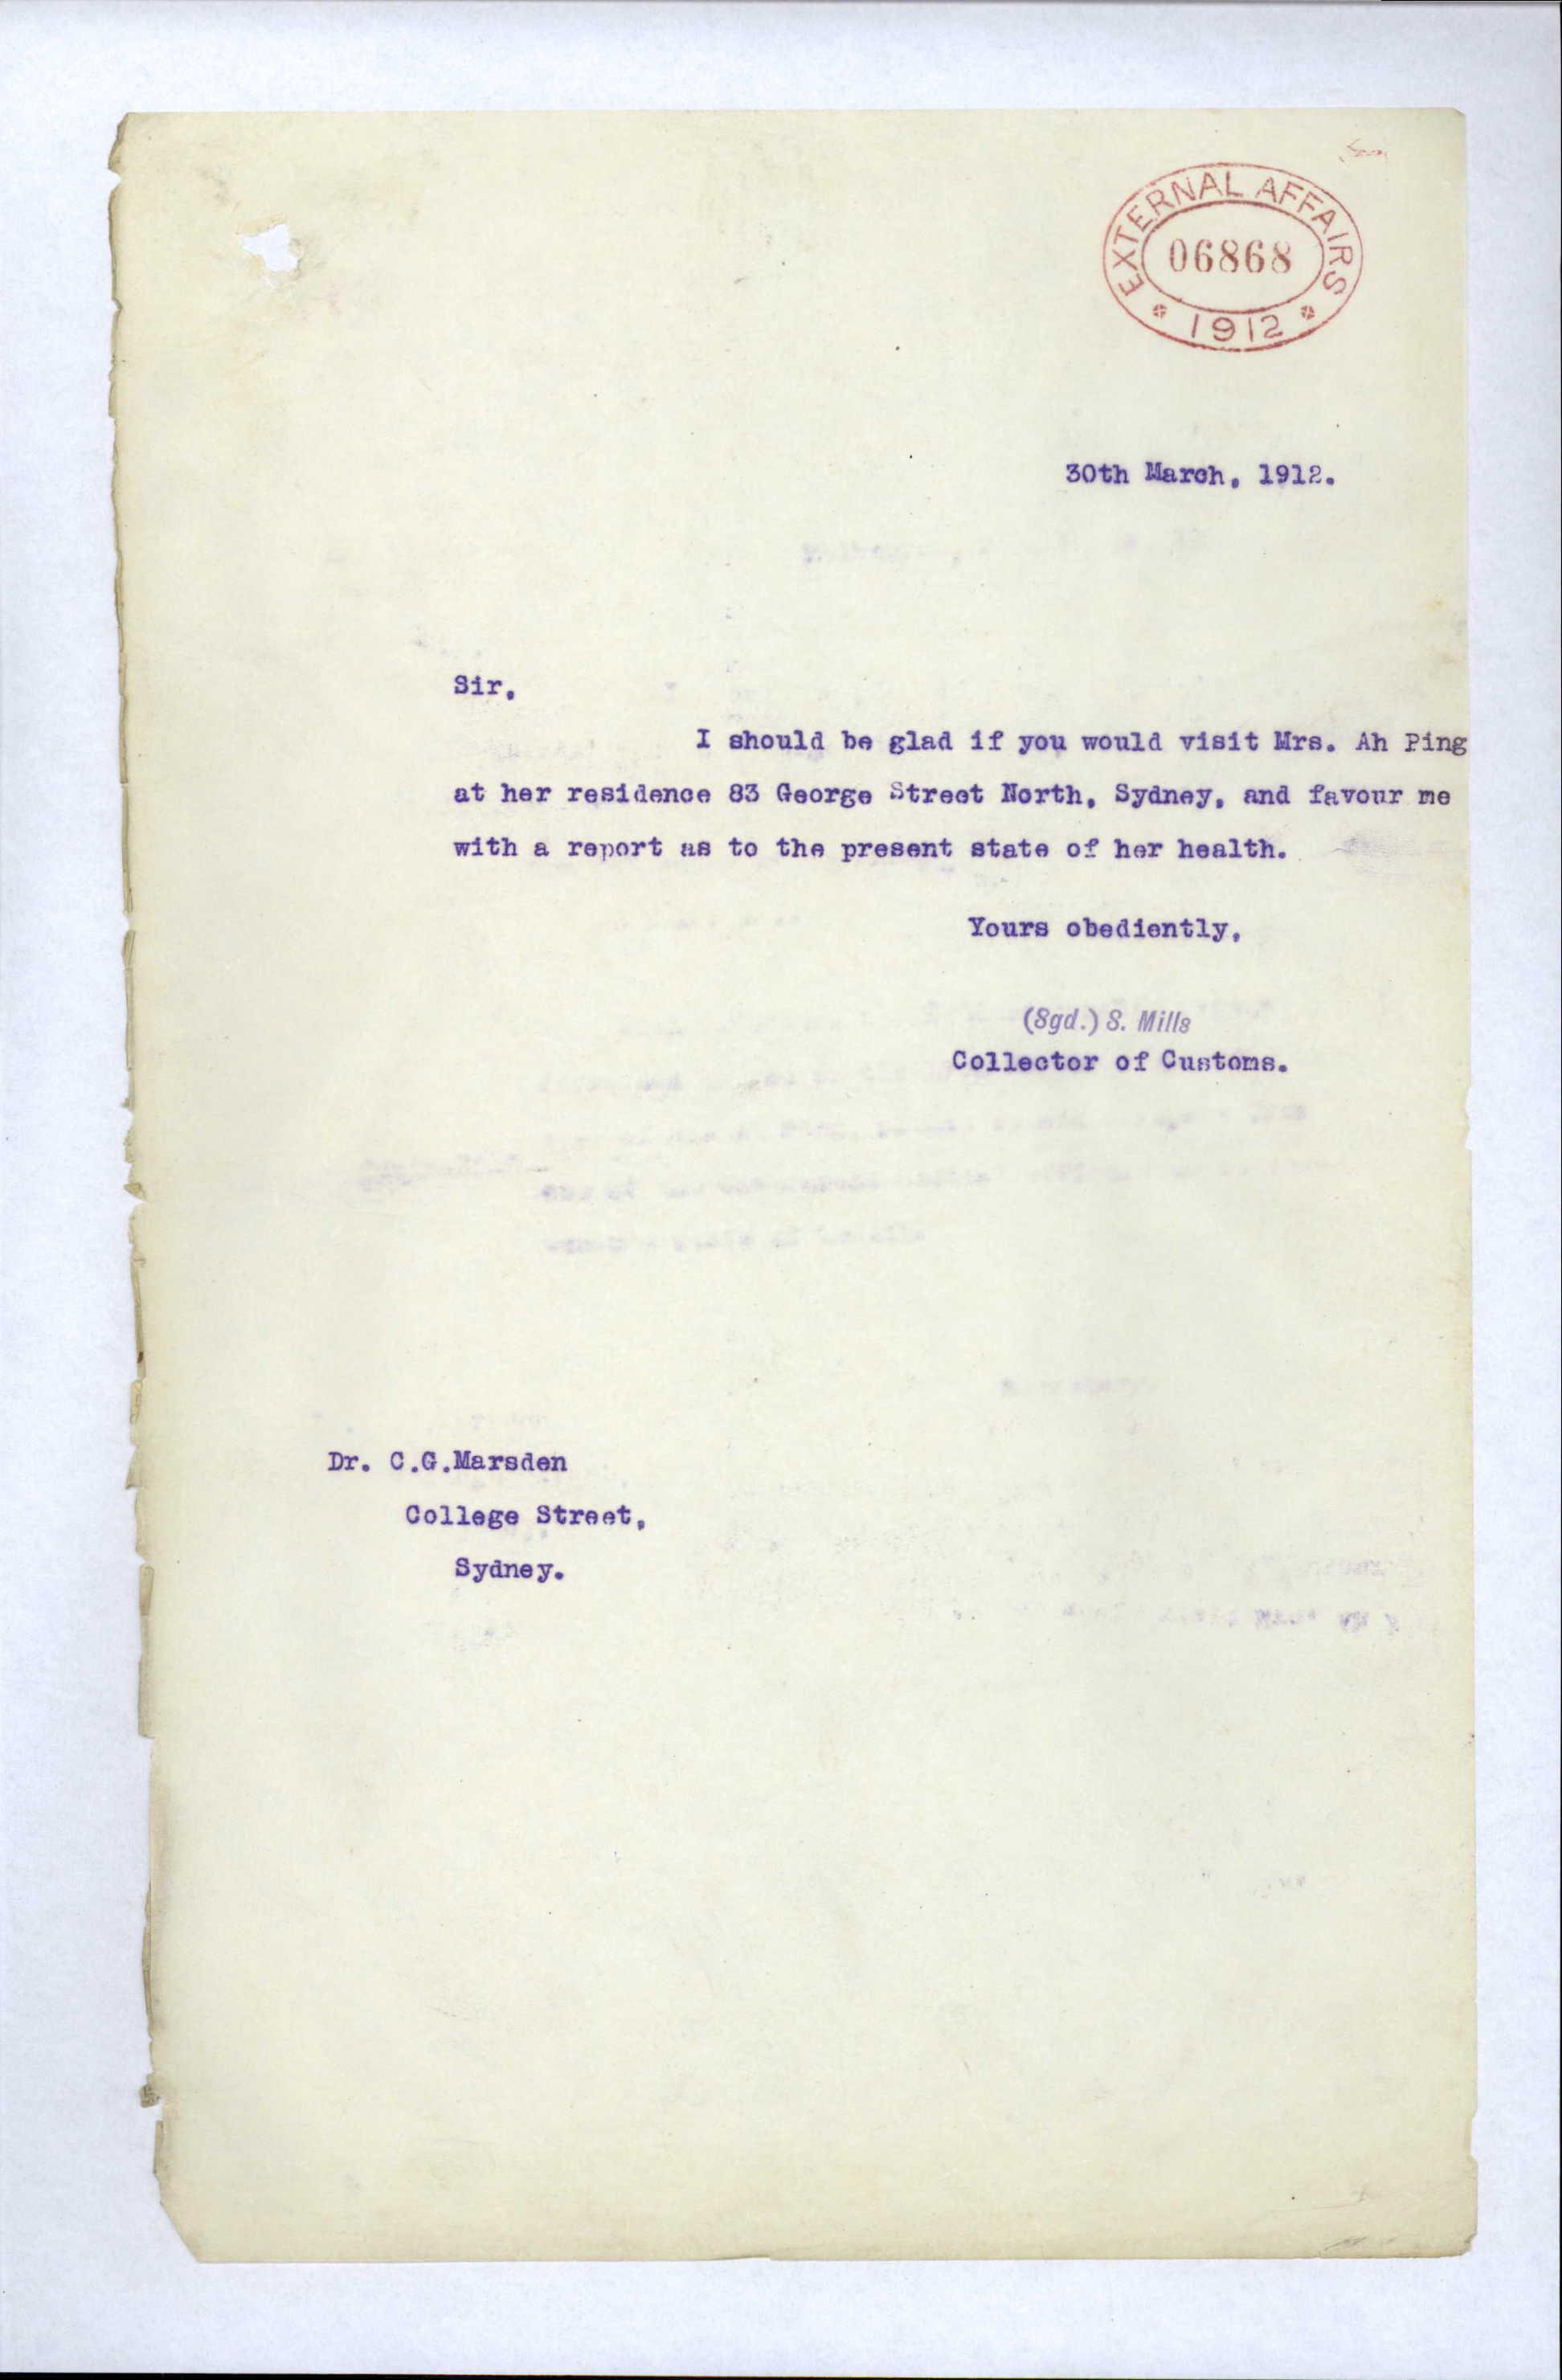 EXTERNAL AFFAIRS
06868
1912
30th March, 1912.
Sir,
I should be glad if you would visit Mrs. Ah Ping
at her residence 83 George Street North, Sydney, and favour me
with a report as to the present state of her health.
Yours obediently,
(Sgd.) S. Mills
Collector of Customs.
Dr. C.G.Marsden
College Street,
Sydney.